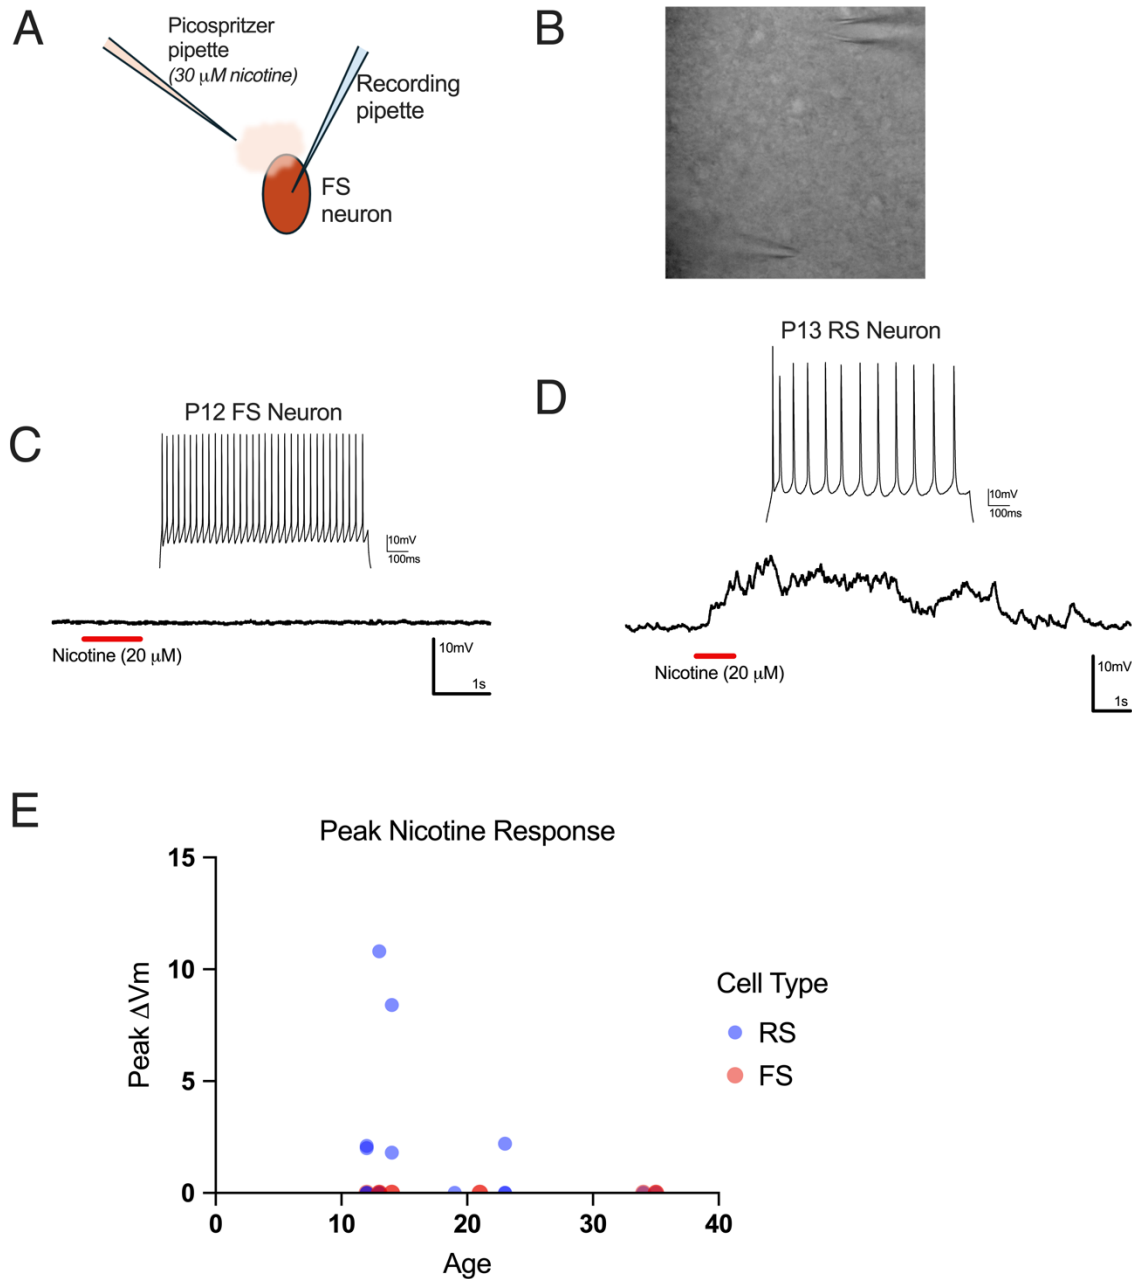 A
Picospritzer
pipette
(30 μM nicotine)
Recording
pipette
FS
neuron
B
C
P12 FS Neuron
10mV
100ms
Nicotine (20 μM)
10mV
1s
D
P13 RS Neuron
10mV
100ms
Nicotine (20 μM)
10mV
1s
E
Peak Nicotine Response
Peak ΔVm
15
10
5
0
0 10 20 30 40
Age
Cell Type
RS
FS